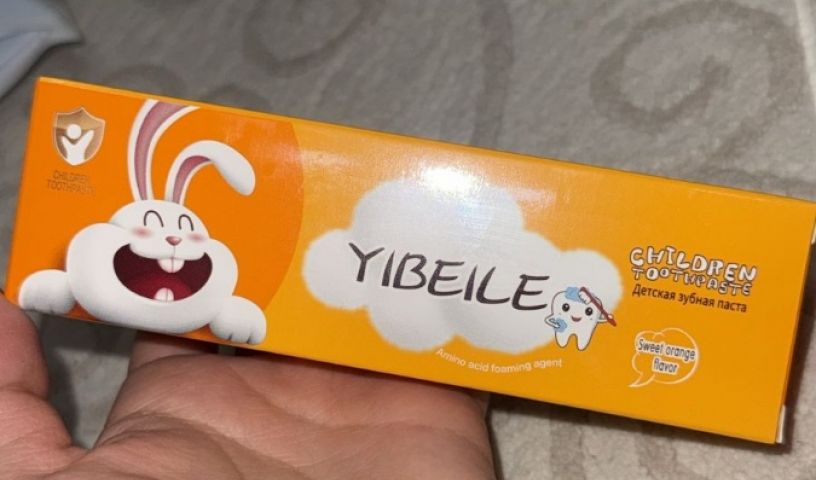 CHILDREN
TOOTHPASTE
YIBEILE
Amino acid foaming agent
CHILDREN
TOOTHPASTE
Детская зубная паста
Sweet orange
flavor